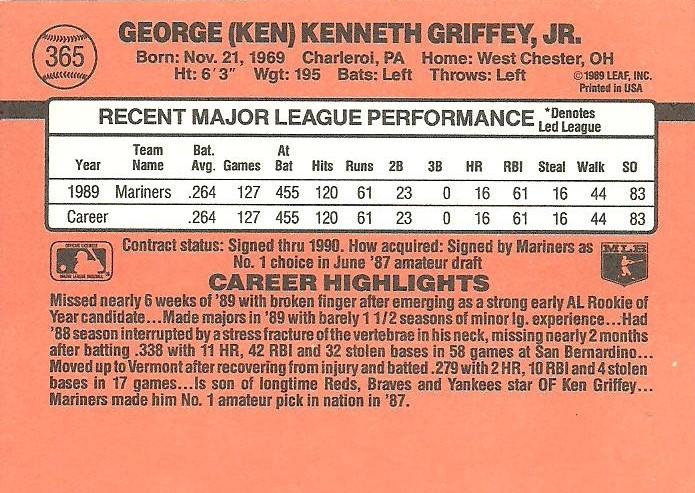 365
GEORGE (KEN) KENNETH GRIFFEY, JR.
Born: Nov. 21, 1969 Charleroi, PA Home: West Chester, OH
Ht: 6'3" Wgt: 195 Bats: Left Throws: Left
©1989 LEAF, INC.
Printed in USA
RECENT MAJOR LEAGUE PERFORMANCE *Denotes Led League
Year Team Name Bat. Avg. Games At Bat Hits Runs 2B 3B HR RBI Steal Walk SO
1989 Mariners .264 127 455 120 61 23 0 16 61 16 44 83
Career .264 127 455 120 61 23 0 16 61 16 44 83
Contract status: Signed thru 1990. How acquired: Signed by Mariners as
No. 1 choice in June '87 amateur draft
MLB
CAREER HIGHLIGHTS
Missed nearly 6 weeks of '89 with broken finger after emerging as a strong early AL Rookie of
Year candidate...Made majors in '89 with barely 1 1/2 seasons of minor lg. experience...Had
'88 season interrupted by a stress fracture of the vertebrae in his neck, missing nearly 2 months
after batting .338 with 11 HR, 42 RBI and 32 stolen bases in 58 games at San Bernardino...
Moved up to Vermont after recovering from injury and batted .279 with 2 HR, 10 RBI and 4 stolen
bases in 17 games...Is son of longtime Reds, Braves and Yankees star OF Ken Griffey...
Mariners made him No. 1 amateur pick in nation in '87.